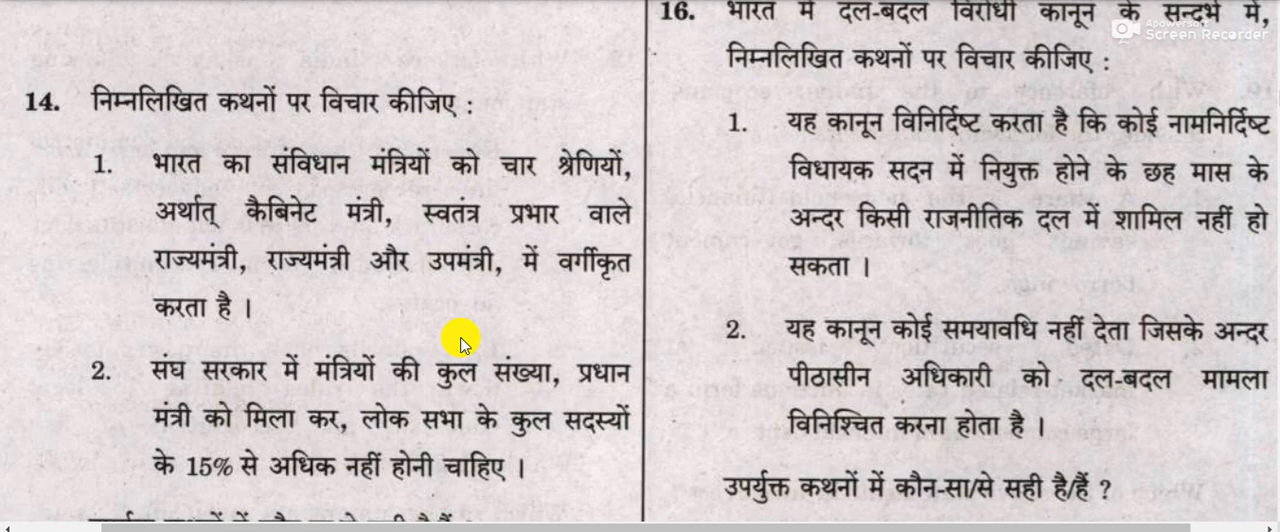 14. निम्नलिखित कथनों पर विचार कीजिए :
1. भारत का संविधान मंत्रियों को चार श्रेणियों,
अर्थात् कैबिनेट मंत्री, स्वतंत्र प्रभार वाले
राज्यमंत्री, राज्यमंत्री और उपमंत्री, में वर्गीकृत
करता है ।
2. संघ सरकार में मंत्रियों की कुल संख्या, प्रधान
मंत्री को मिला कर, लोक सभा के कुल सदस्यों
के 15% से अधिक नहीं होनी चाहिए ।
16. भारत में दल-बदल विरोधी कानून के सन्दर्भ में,
निम्नलिखित कथनों पर विचार कीजिए :
1. यह कानून विनिर्दिष्ट करता है कि कोई नामनिर्दिष्ट
विधायक सदन में नियुक्त होने के छह मास के
अन्दर किसी राजनीतिक दल में शामिल नहीं हो
सकता ।
2. यह कानून कोई समयावधि नहीं देता जिसके अन्दर
पीठासीन अधिकारी को दल-बदल मामला
विनिश्चित करना होता है ।
उपर्युक्त कथनों में कौन-सा/से सही है/हैं ?
Apowersoft
Screen Recorder